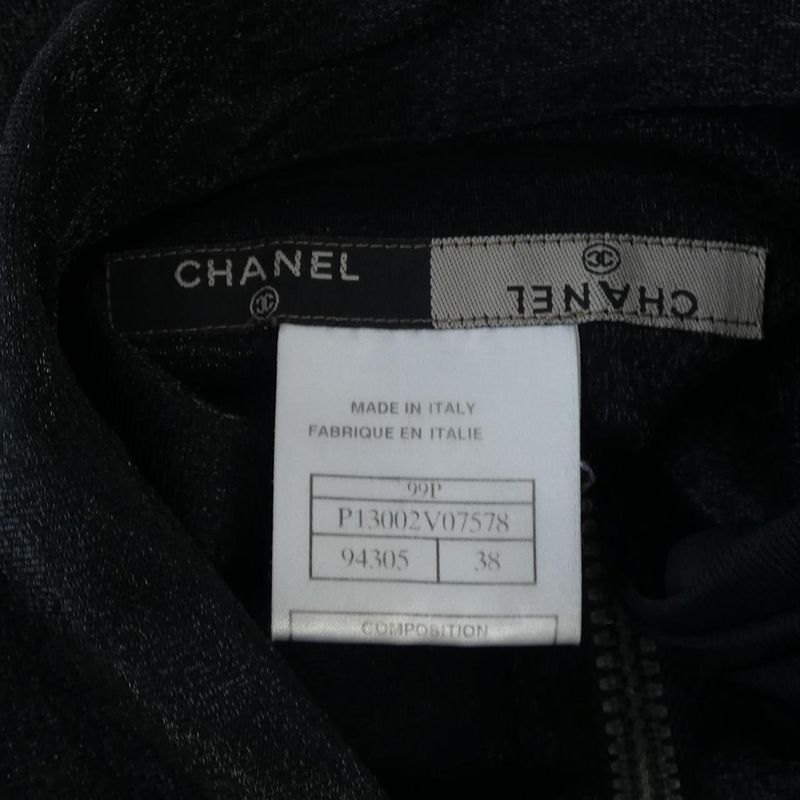 CHANEL
CHANEL
MADE IN ITALY
FABRIQUE EN ITALIE
99P
P13002V07578
94305 38
COMPOSITION